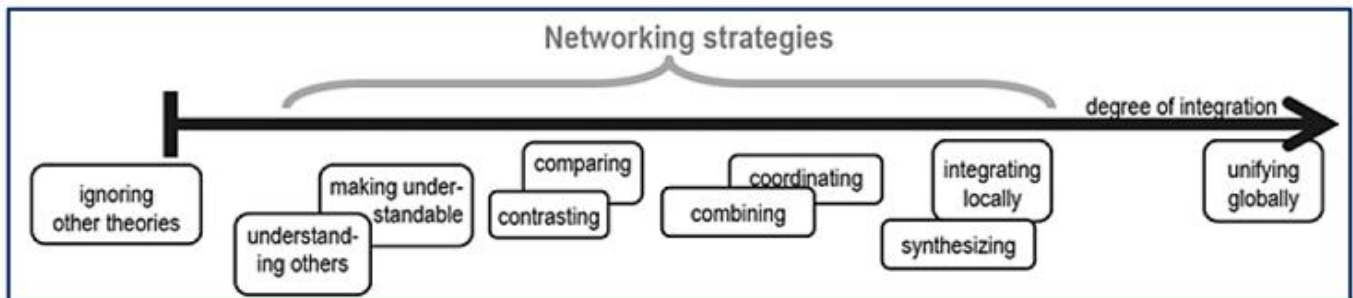 Networking strategies
degree of integration
ignoring
other theories
understand-
ing others
making under-
standable
comparing
contrasting
coordinating
combining
integrating
locally
synthesizing
unifying
globally